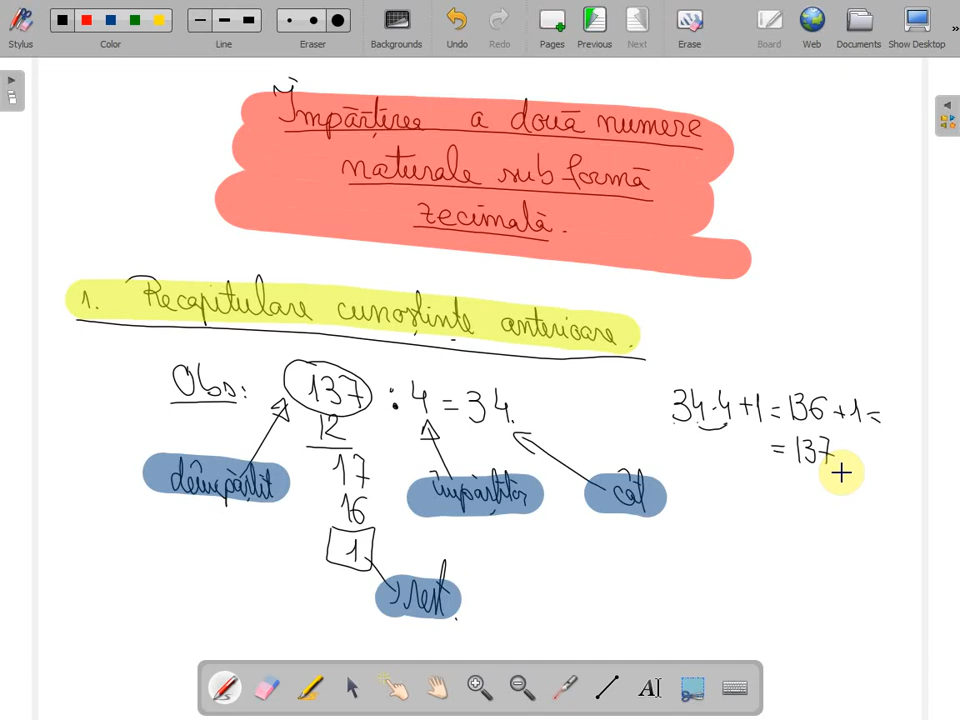 Stylus
Color
Line
Eraser
Backgrounds
Undo
Redo
Pages
Previous
Next
Erase
Board
Web
Documents
Show Desktop
»
Împărțirea a două numere
naturale sub formă
zecimală.
1. Recapitulare cunoștințe anterioare.
Obs: 137 : 4 = 34
12
17
16
1
deîmpărțit
împărțitor
cât
rest.
34·4+1=136+1=
=137